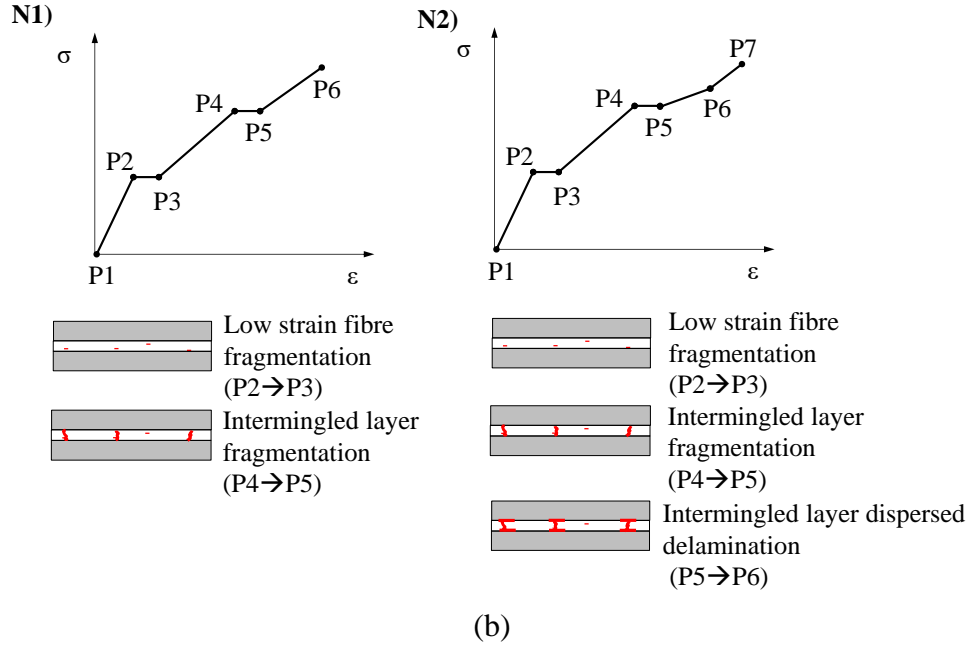 N1)
σ
P1
P2
P3
P4
P5
P6
ε
Low strain fibre
fragmentation
(P2→P3)
Intermingled layer
fragmentation
(P4→P5)
N2)
σ
P1
P2
P3
P4
P5
P6
P7
ε
Low strain fibre
fragmentation
(P2→P3)
Intermingled layer
fragmentation
(P4→P5)
Intermingled layer dispersed
delamination
(P5→P6)
(b)